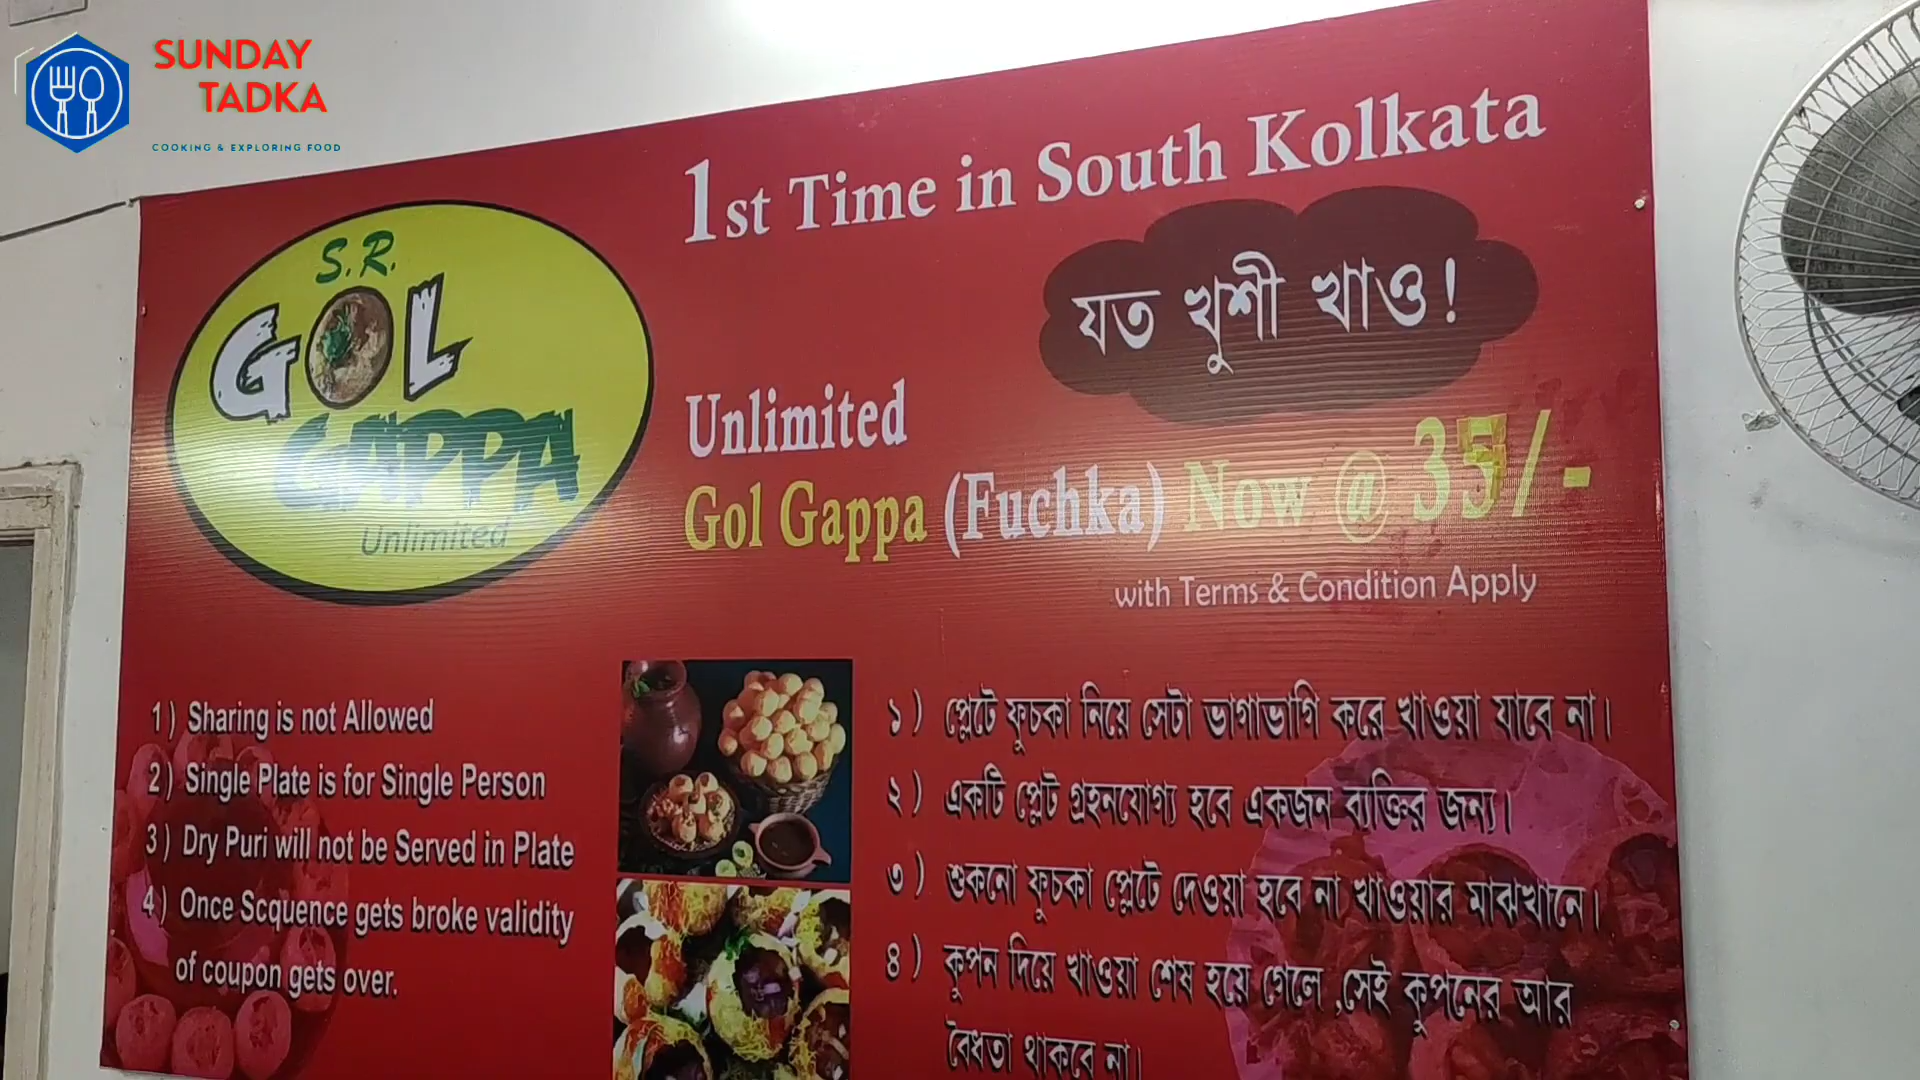 SUNDAY
TADKA
COOKING & EXPLORING FOOD
1st Time in South Kolkata
S.R.
GOL
GAPPA
Unlimited
যত খুশী খাও!
Unlimited
Gol Gappa (Fuchka) Now @ 35/-
with Terms & Condition Apply
1) Sharing is not Allowed
2) Single Plate is for Single Person
3) Dry Puri will not be Served in Plate
4) Once Scquence gets broke validity
of coupon gets over.
১) প্লেটে ফুচকা নিয়ে সেটা ভাগাভাগি করে খাওয়া যাবে না।
২) একটি প্লেট গ্রহনযোগ্য হবে একজন ব্যক্তির জন্য।
৩) শুকনো ফুচকা প্লেটে দেওয়া হবে না খাওয়ার মাঝখানে।
৪) কুপন দিয়ে খাওয়া শেষ হয়ে গেলে ,সেই কুপনের আর
বৈধতা থাকবে না।